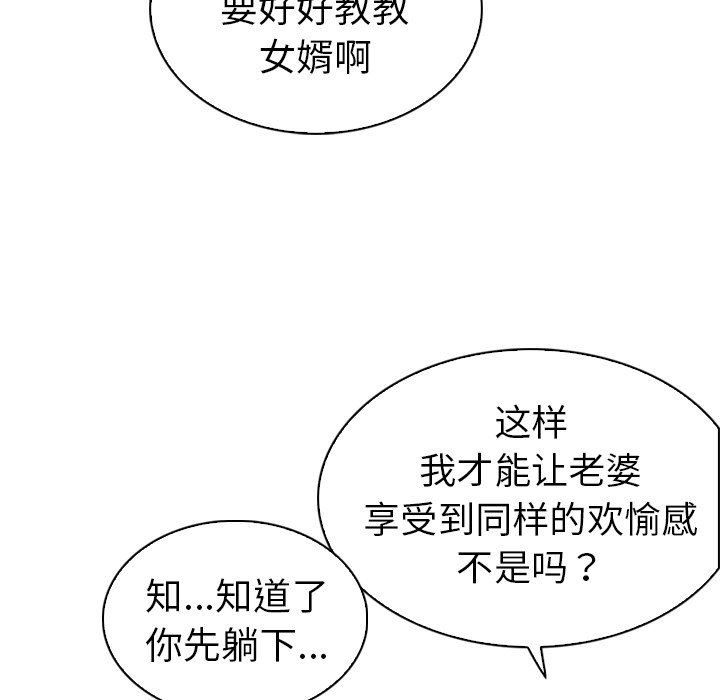 要好好教教
女婿啊
这样
我才能让老婆
享受到同样的欢愉感
不是吗？
知...知道了
你先躺下...